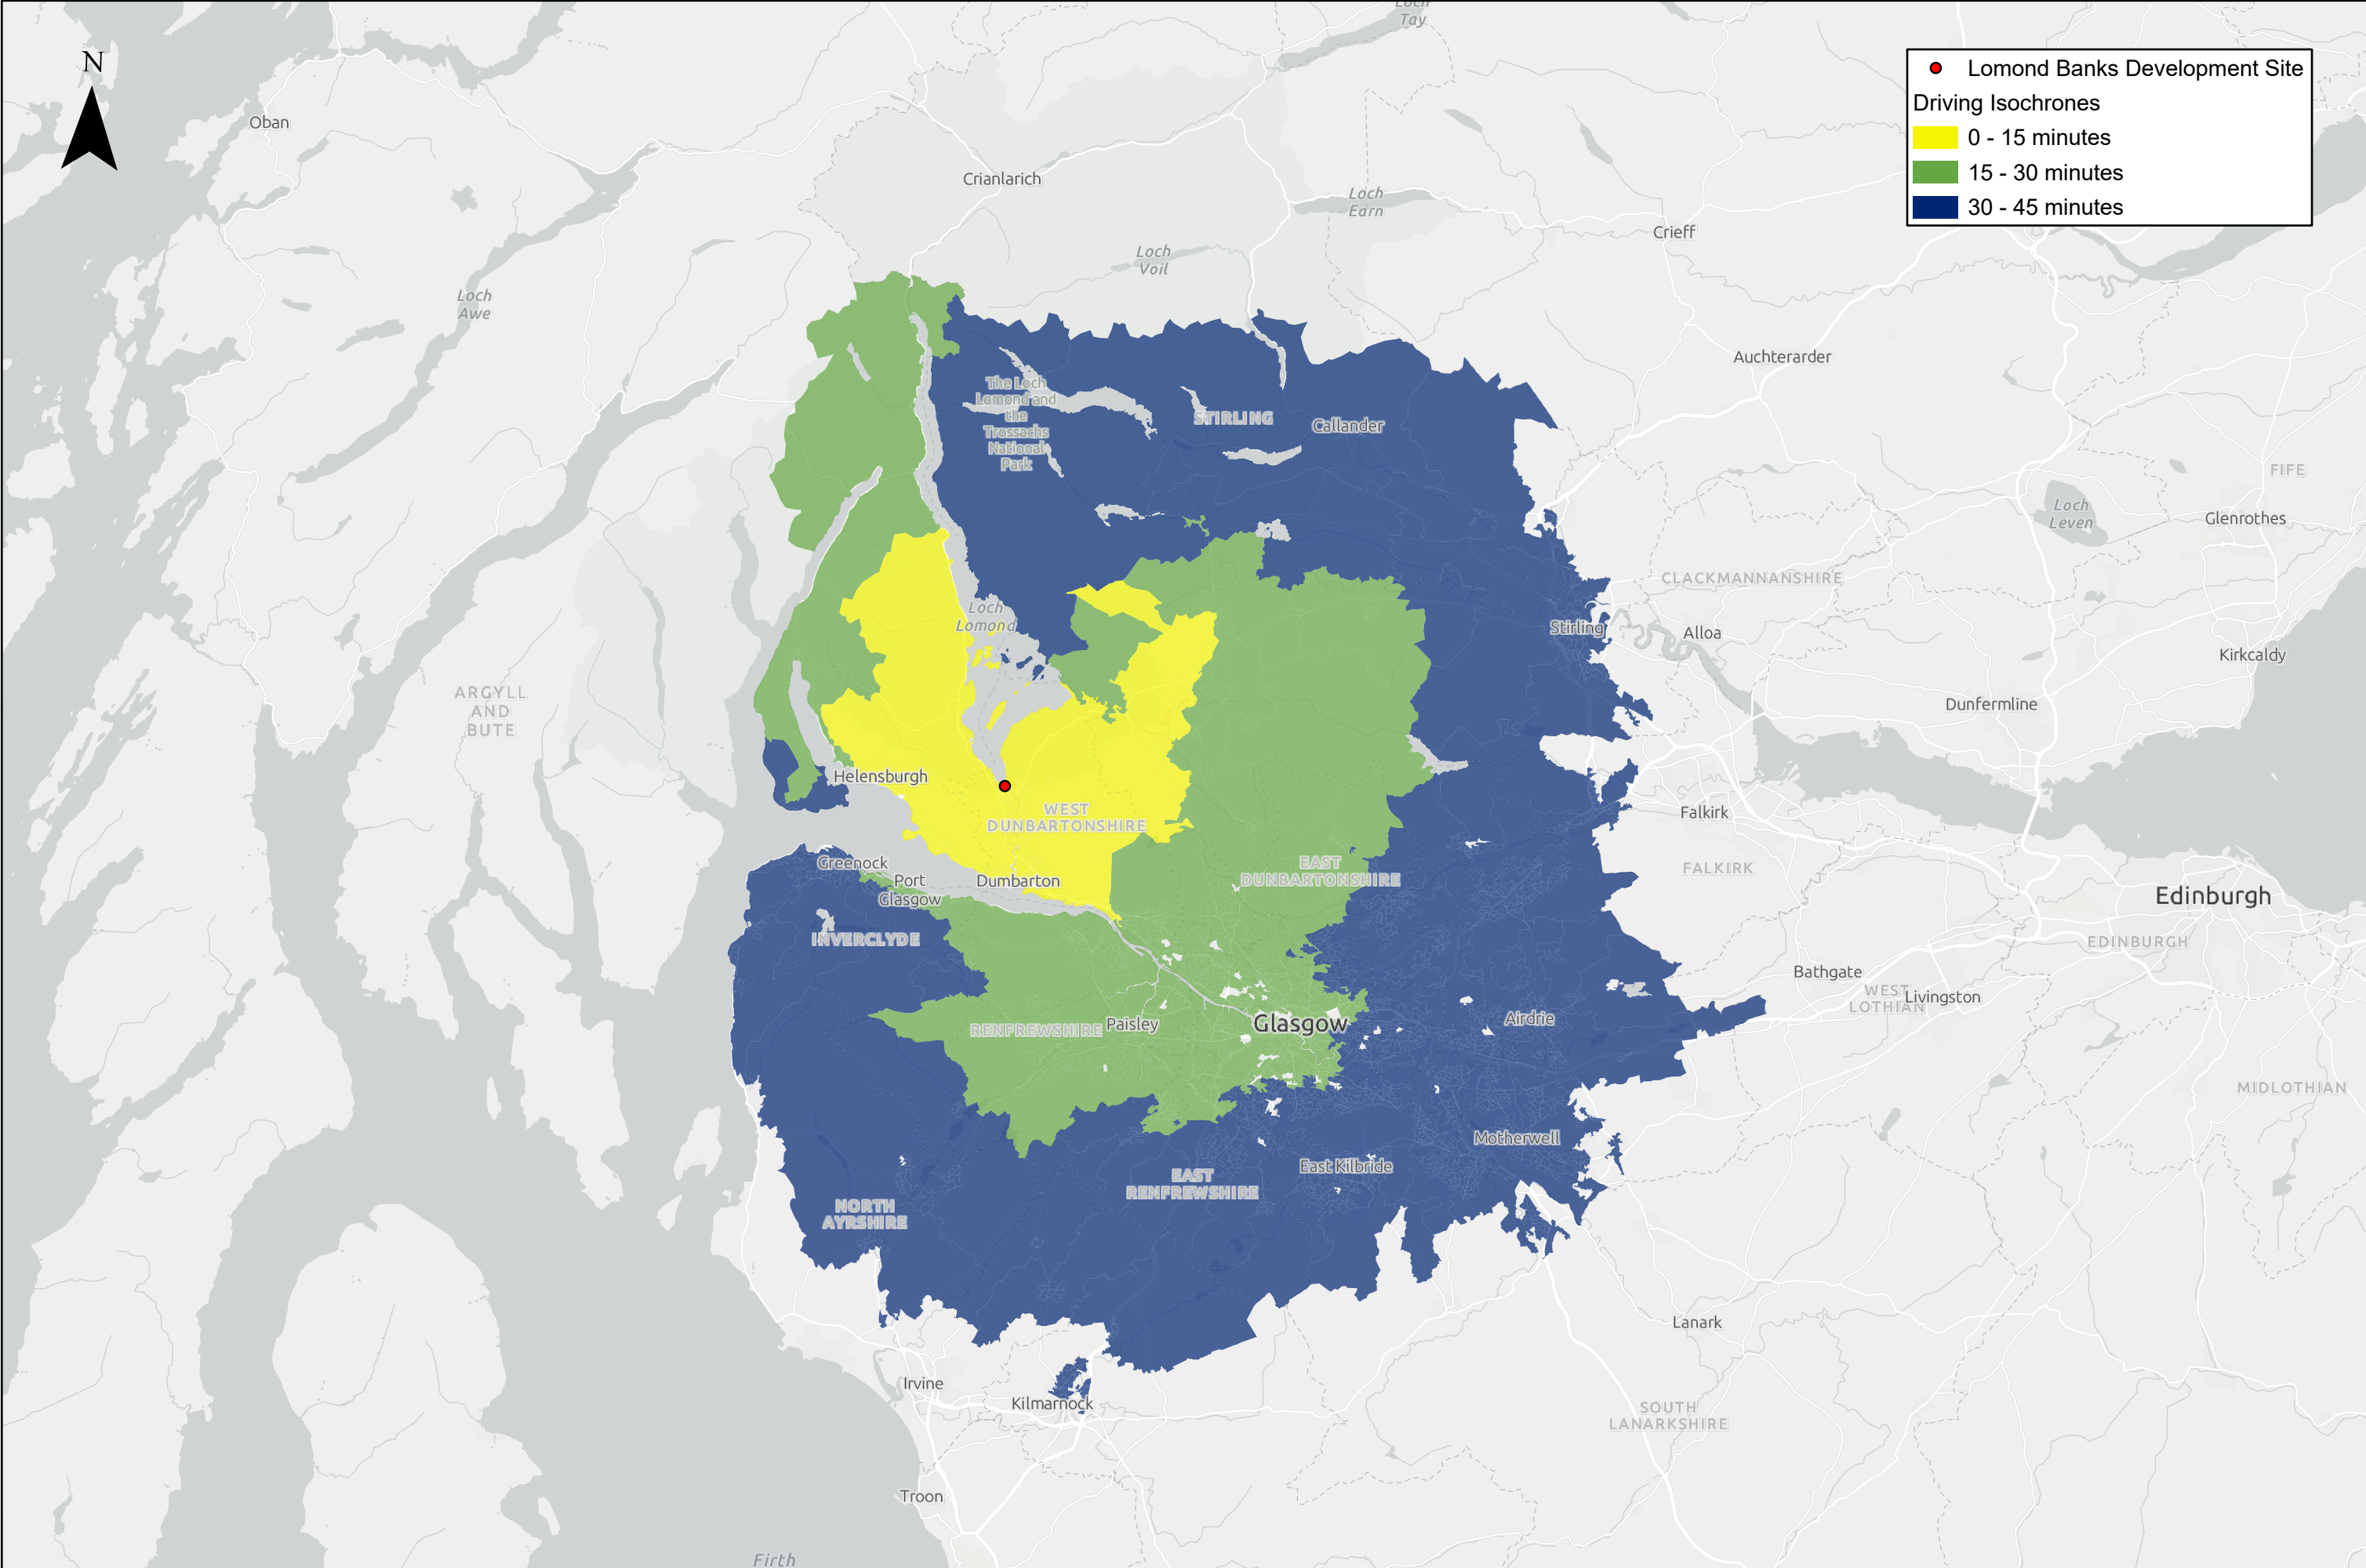 Loch
Tay
N
Lomond Banks Development Site
Driving Isochrones
0 - 15 minutes
15 - 30 minutes
30 - 45 minutes
Oban
Crianlarich
Loch
Earn
Crieff
Loch
Voil
Loch
Awe
Auchterarder
The Loch
Lomond and
the
Trossachs
National
Park
STIRLING
Callander
FIFE
Loch
Leven
Glenrothes
CLACKMANNANSHIRE
Loch
Lomond
Stirling
Alloa
Kirkcaldy
ARGYLL
AND
BUTE
Dunfermline
Helensburgh
WEST
DUNBARTONSHIRE
Falkirk
Greenock
Port
Glasgow
Dumbarton
EAST
DUNBARTONSHIRE
FALKIRK
Edinburgh
INVERCLYDE
EDINBURGH
Bathgate
WEST
LOTHIAN
Livingston
RENFREWSHIRE
Paisley
Glasgow
Airdrie
MIDLOTHIAN
Motherwell
East Kilbride
EAST
RENFREWSHIRE
NORTH
AYRSHIRE
Lanark
Irvine
Kilmarnock
SOUTH
LANARKSHIRE
Troon
Firth